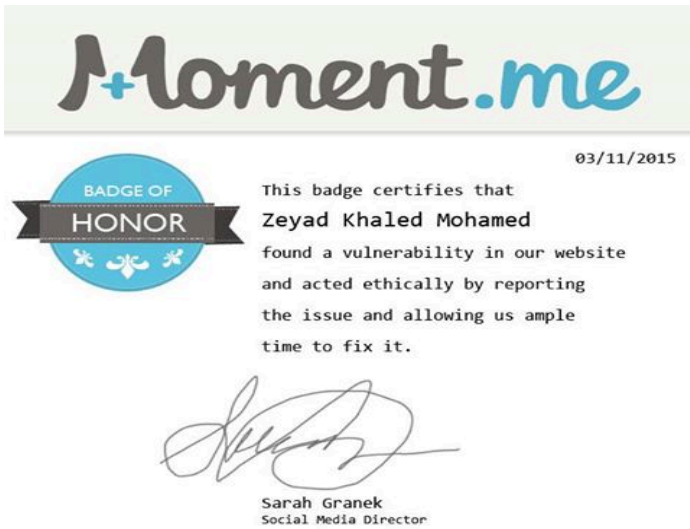 Moment.me
03/11/2015
BADGE OF
HONOR
This badge certifies that
Zeyad Khaled Mohamed
found a vulnerability in our website
and acted ethically by reporting
the issue and allowing us ample
time to fix it.
Sarah Granek
Social Media Director